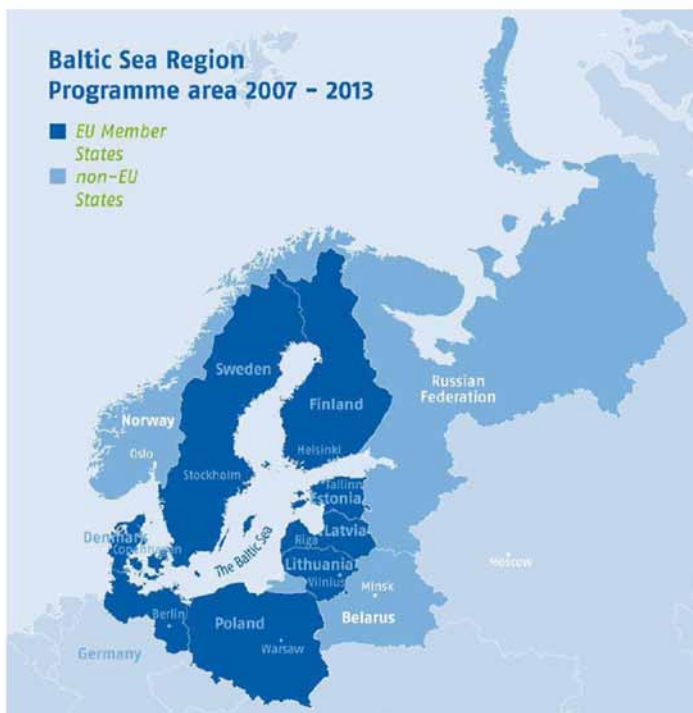 Baltic Sea Region
Programme area 2007 - 2013
EU Member
States
non-EU
States
Sweden
Finland
Russian
Federation
Norway
Helsinki
Oslo
Stockholm
Tallinn
Estonia
Denmark
Copenhagen
The Baltic Sea
Riga
Latvia
Lithuania
Moscow
Vilnius
Minsk
Berlin
Poland
Belarus
Germany
Warsaw